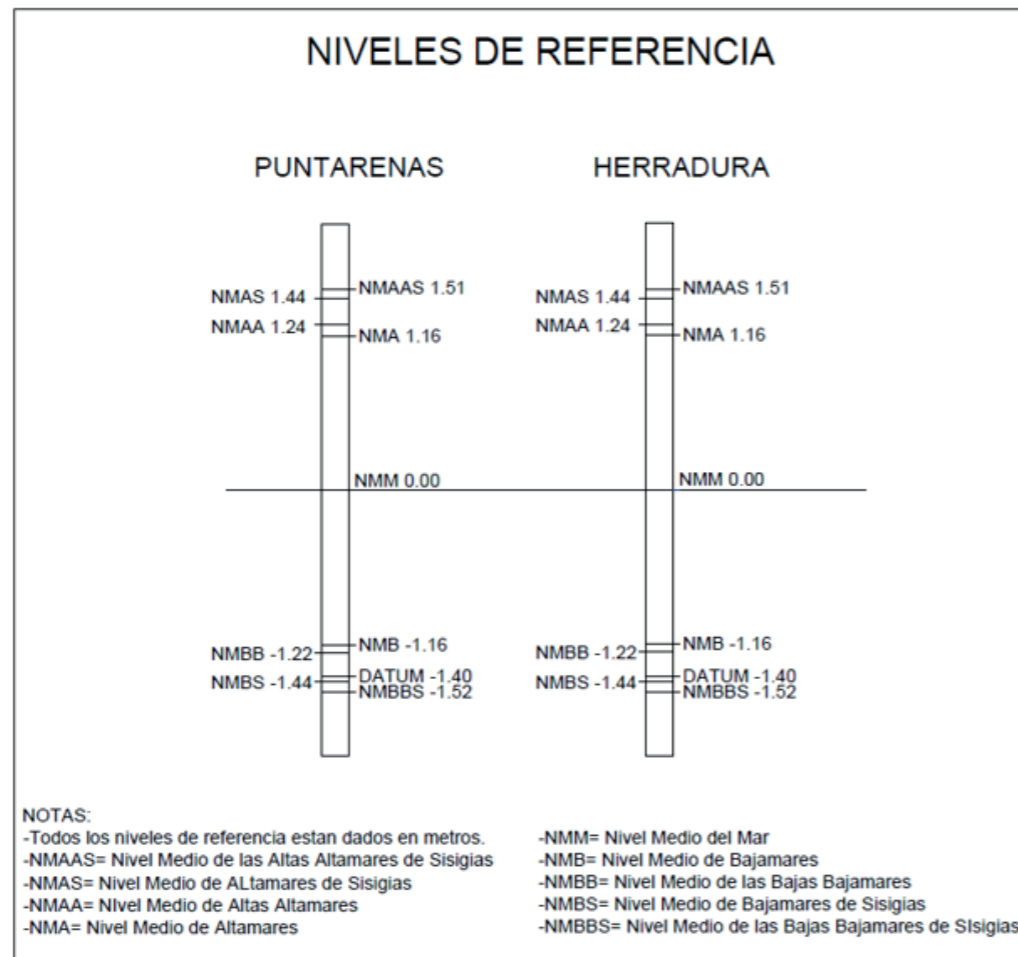 NIVELES DE REFERENCIA
PUNTARENAS
HERRADURA
NMAAS 1.51
NMAS 1.44
NMAA 1.24
NMA 1.16
NMM 0.00
NMB -1.16
NMBB -1.22
DATUM -1.40
NMBS -1.44
NMBBS -1.52
NMAAS 1.51
NMAS 1.44
NMAA 1.24
NMA 1.16
NMM 0.00
NMB -1.16
NMBB -1.22
DATUM -1.40
NMBS -1.44
NMBBS -1.52
NOTAS:
-Todos los niveles de referencia estan dados en metros.
-NMAAS= Nivel Medio de las Altas Altamares de Sisigias
-NMAS= Nivel Medio de ALtamares de Sisigias
-NMAA= NIvel Medio de Altas Altamares
-NMA= Nivel Medio de Altamares
-NMM= Nivel Medio del Mar
-NMB= Nivel Medio de Bajamares
-NMBB= Nivel Medio de las Bajas Bajamares
-NMBS= Nivel Medio de Bajamares de Sisigias
-NMBBS= Nivel Medio de las Bajas Bajamares de SIsigias